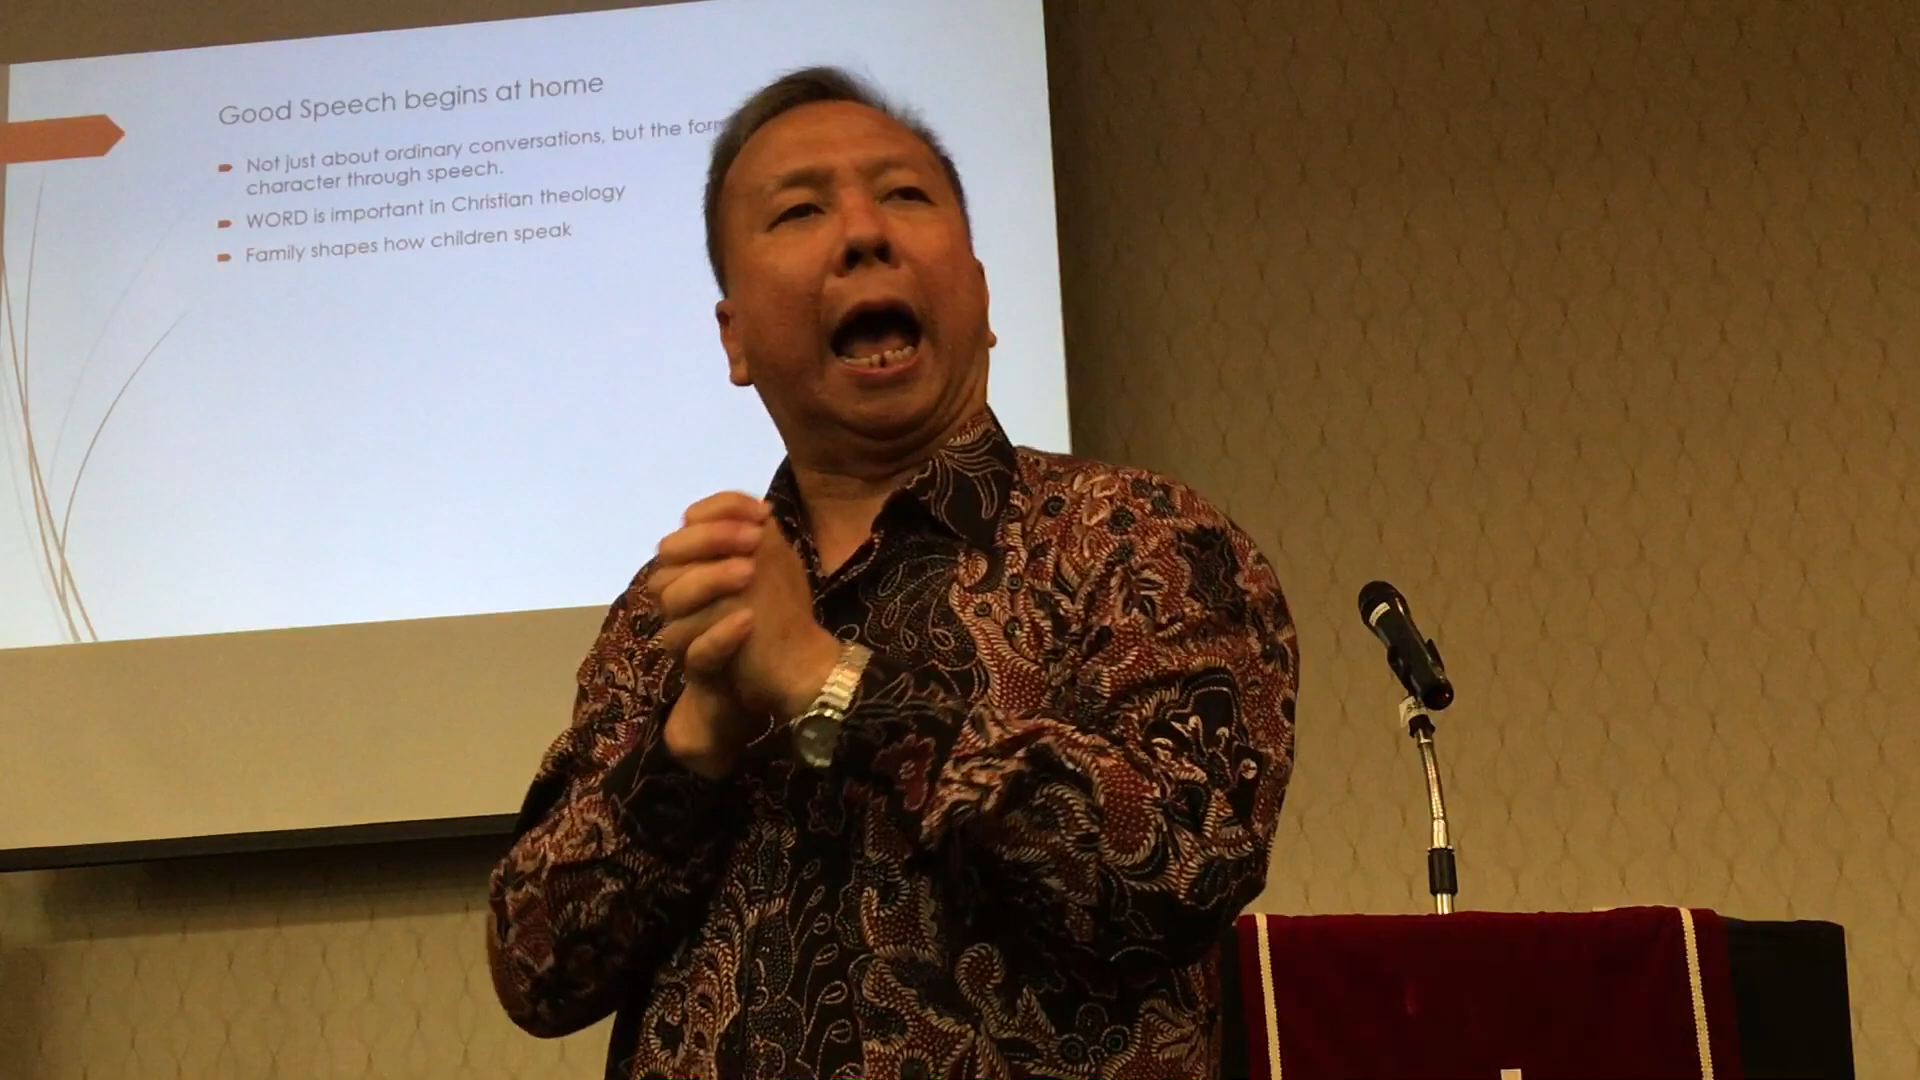 Good Speech begins at home
Not just about ordinary conversations, but the
character through speech.
WORD is important in Christian theology
Family shapes how children speak